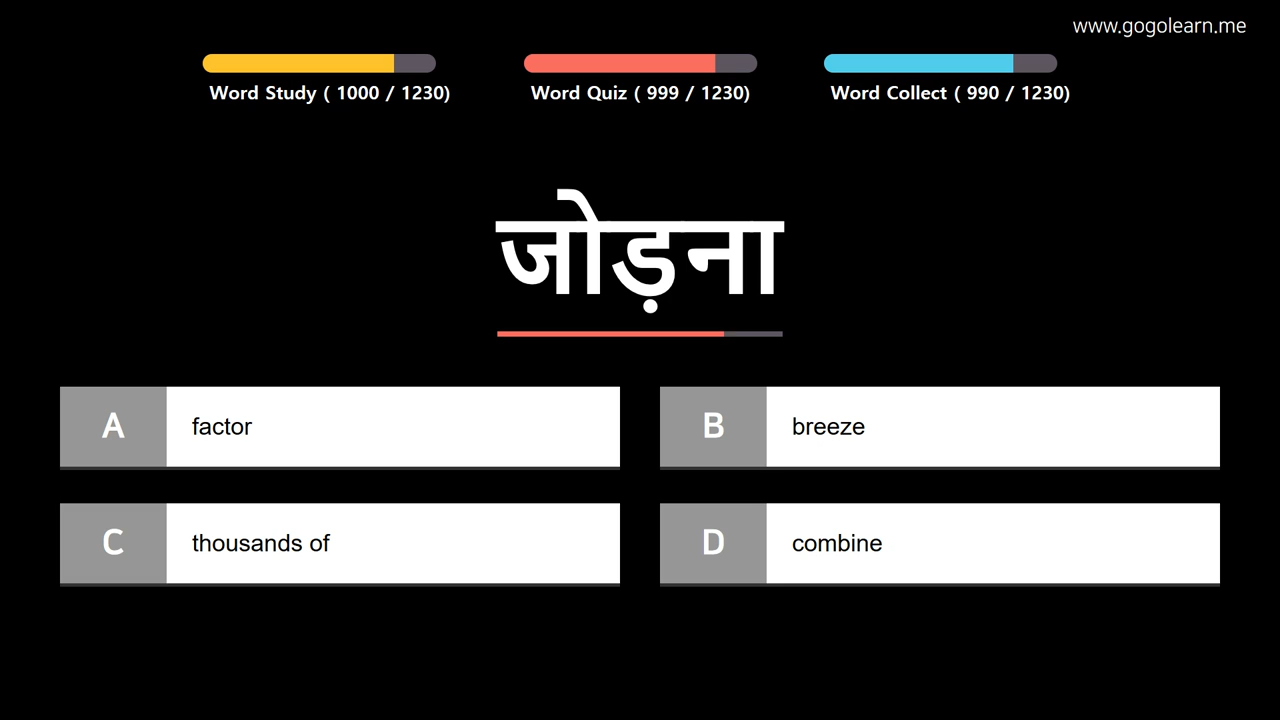 www.gogolearn.me
Word Study ( 1000 / 1230)
Word Quiz ( 999 / 1230)
Word Collect ( 990 / 1230)
जोड़ना
A factor
B breeze
C thousands of
D combine